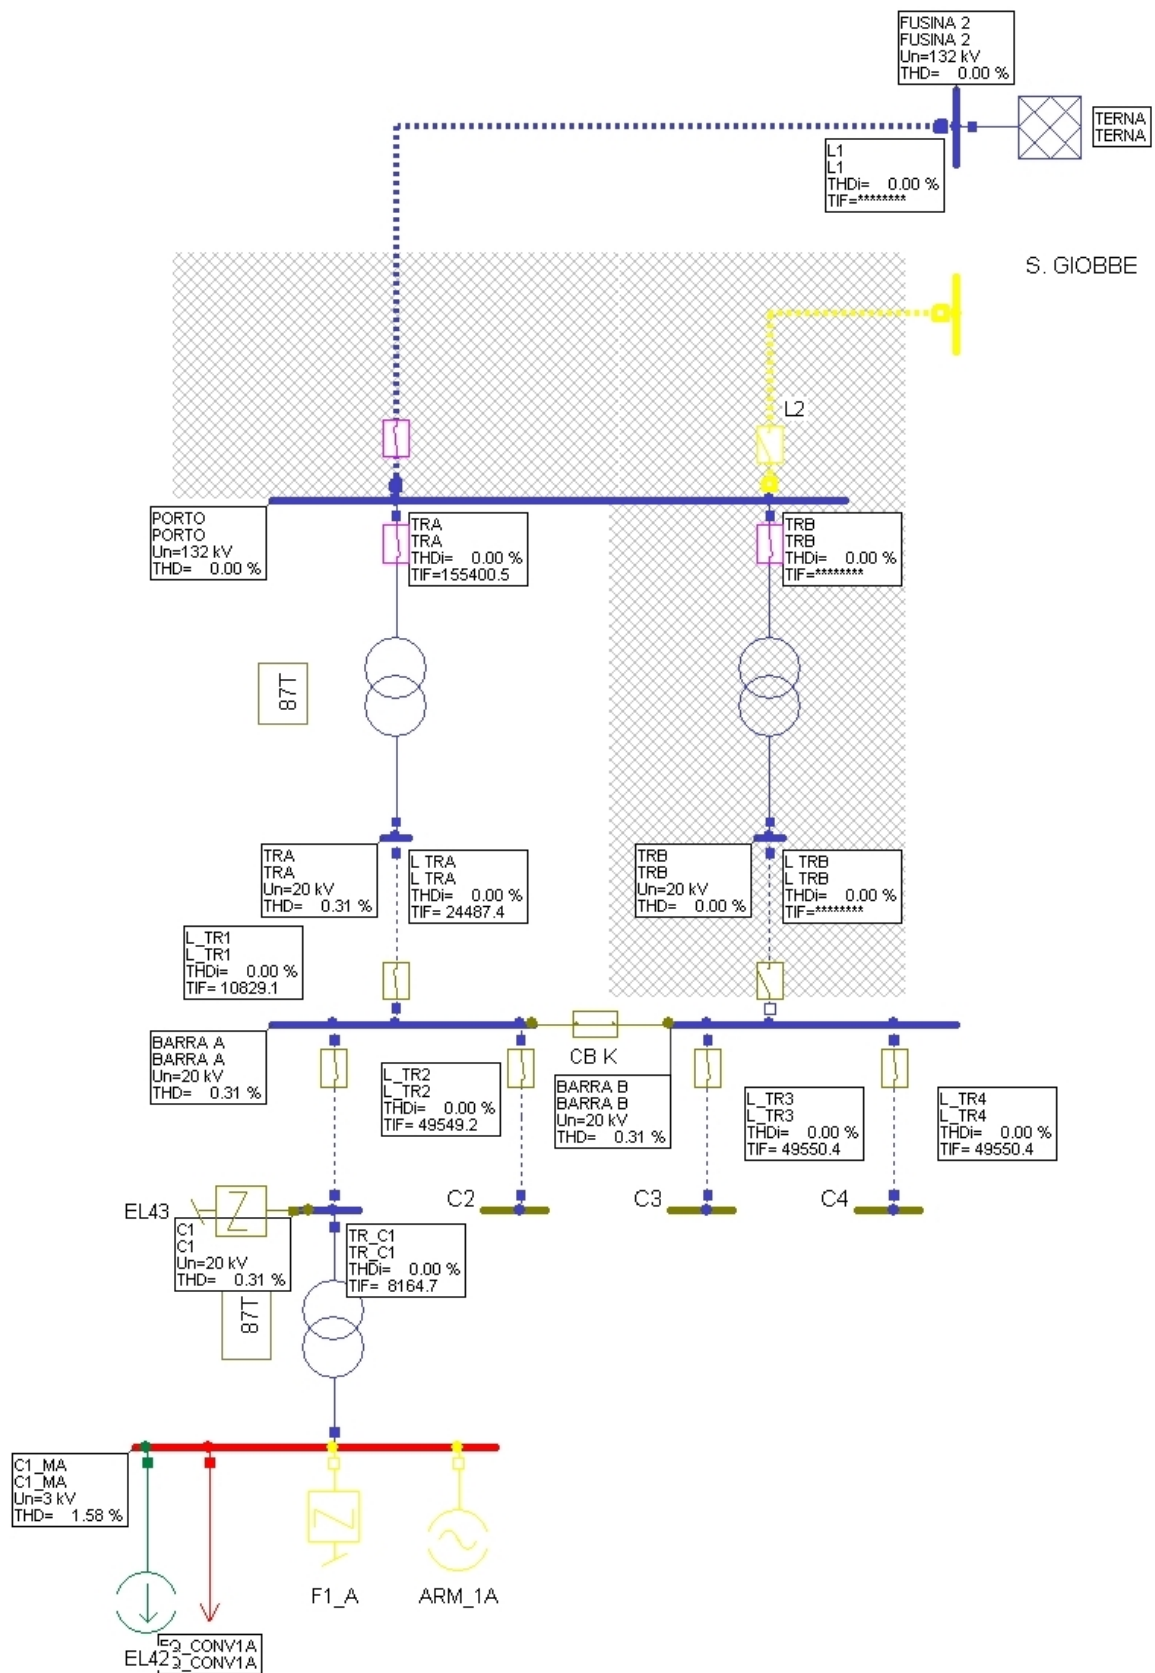 FUSINA 2
FUSINA 2
Un=132 kV
THD= 0.00 %
TERNA
TERNA
L1
L1
THDi= 0.00 %
TIF=********
S. GIOBBE
L2
PORTO
PORTO
Un=132 kV
THD= 0.00 %
TRA
TRA
THDi= 0.00 %
TIF=155400.5
TRB
TRB
THDi= 0.00 %
TIF=********
87T
TRA
TRA
Un=20 kV
THD= 0.31 %
L TRA
L TRA
THDi= 0.00 %
TIF= 24487.4
TRB
TRB
Un=20 kV
THD= 0.00 %
L TRB
L TRB
THDi= 0.00 %
TIF=********
L_TR1
L_TR1
THDi= 0.00 %
TIF= 10829.1
BARRA A
BARRA A
Un=20 kV
THD= 0.31 %
L_TR2
L_TR2
THDi= 0.00 %
TIF= 49549.2
CB K
BARRA B
BARRA B
Un=20 kV
THD= 0.31 %
L_TR3
L_TR3
THDi= 0.00 %
TIF= 49550.4
L_TR4
L_TR4
THDi= 0.00 %
TIF= 49550.4
EL43
C2
C3
C4
C1
C1
Un=20 kV
THD= 0.31 %
TR_C1
TR_C1
THDi= 0.00 %
TIF= 8164.7
87T
C1_MA
C1_MA
Un=3 kV
THD= 1.58 %
F1_A
ARM_1A
EL42
Q_CONV1A
Q_CONV1A